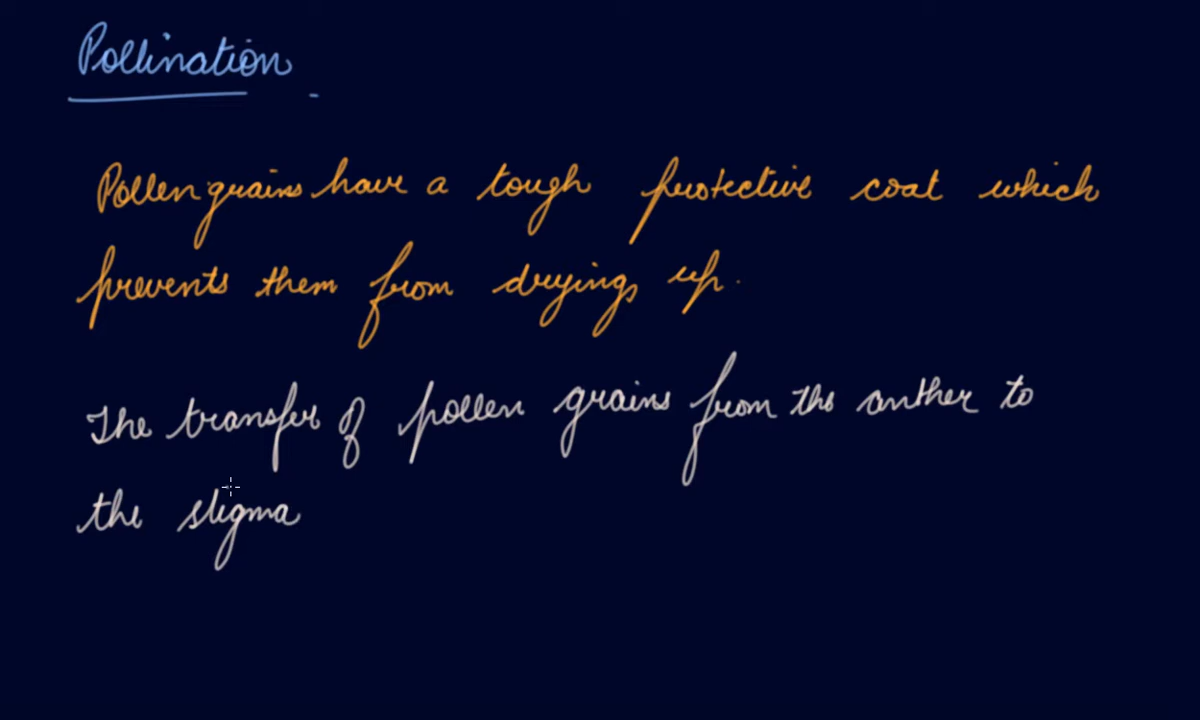 Pollination
Pollen grains have a tough protective coat which
prevents them from drying up.
The transfer of pollen grains from the anther to
the stigma